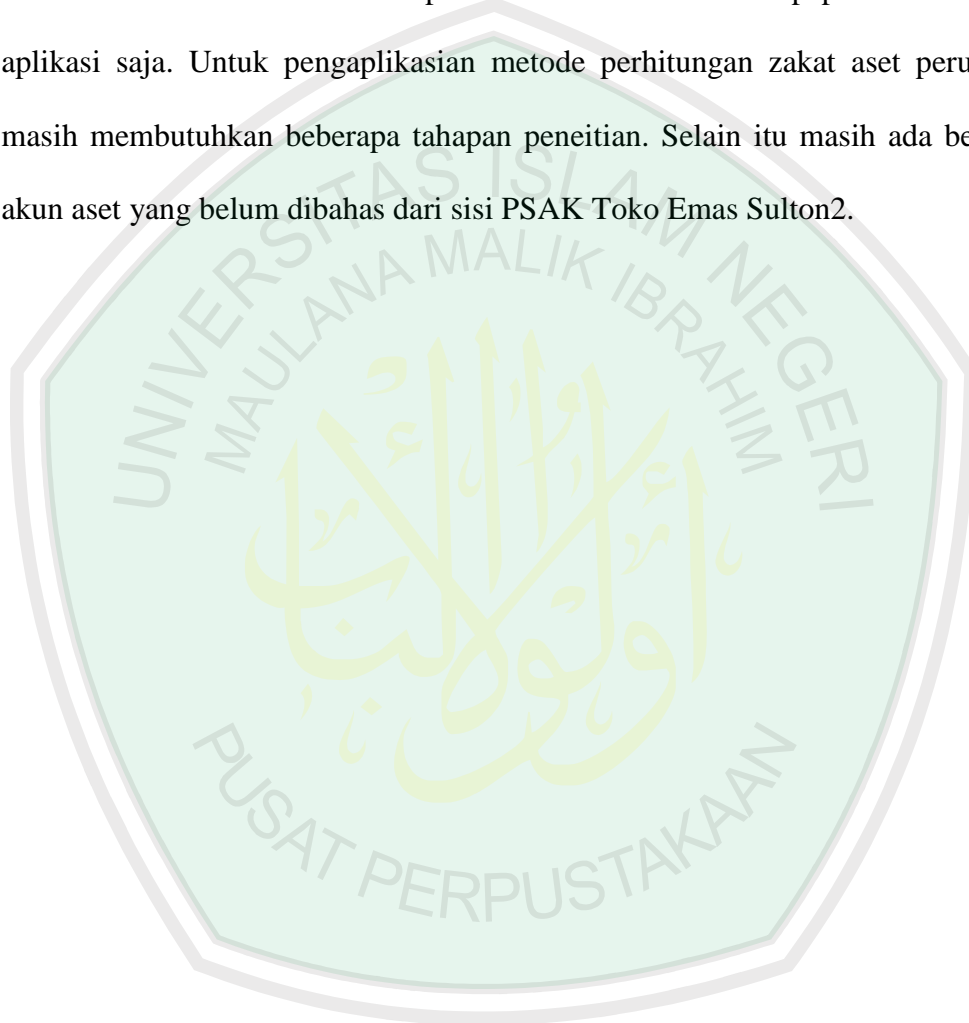 aplikasi saja. Untuk pengaplikasian metode perhitungan zakat aset peru
masih membutuhkan beberapa tahapan peneitian. Selain itu masih ada be
akun aset yang belum dibahas dari sisi PSAK Toko Emas Sulton2.
UNIVERSITAS ISLAM NEGERI
MAULANA MALIK IBRAHIM
PUSAT PERPUSTAKAAN